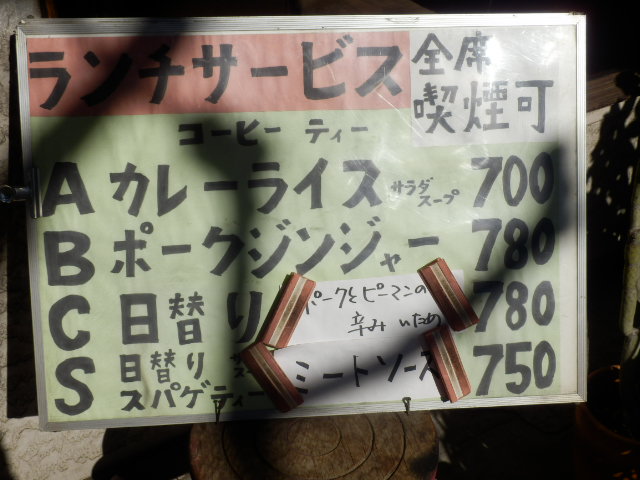 ランチサービス
全席
喫煙可
コーヒー ティー
A カレーライス サラダ スープ 700
B ポークジンジャー 780
C 日替り 780
ポークとピーマンの
辛みいため
S 日替り
スパゲティー 750
ミートソース